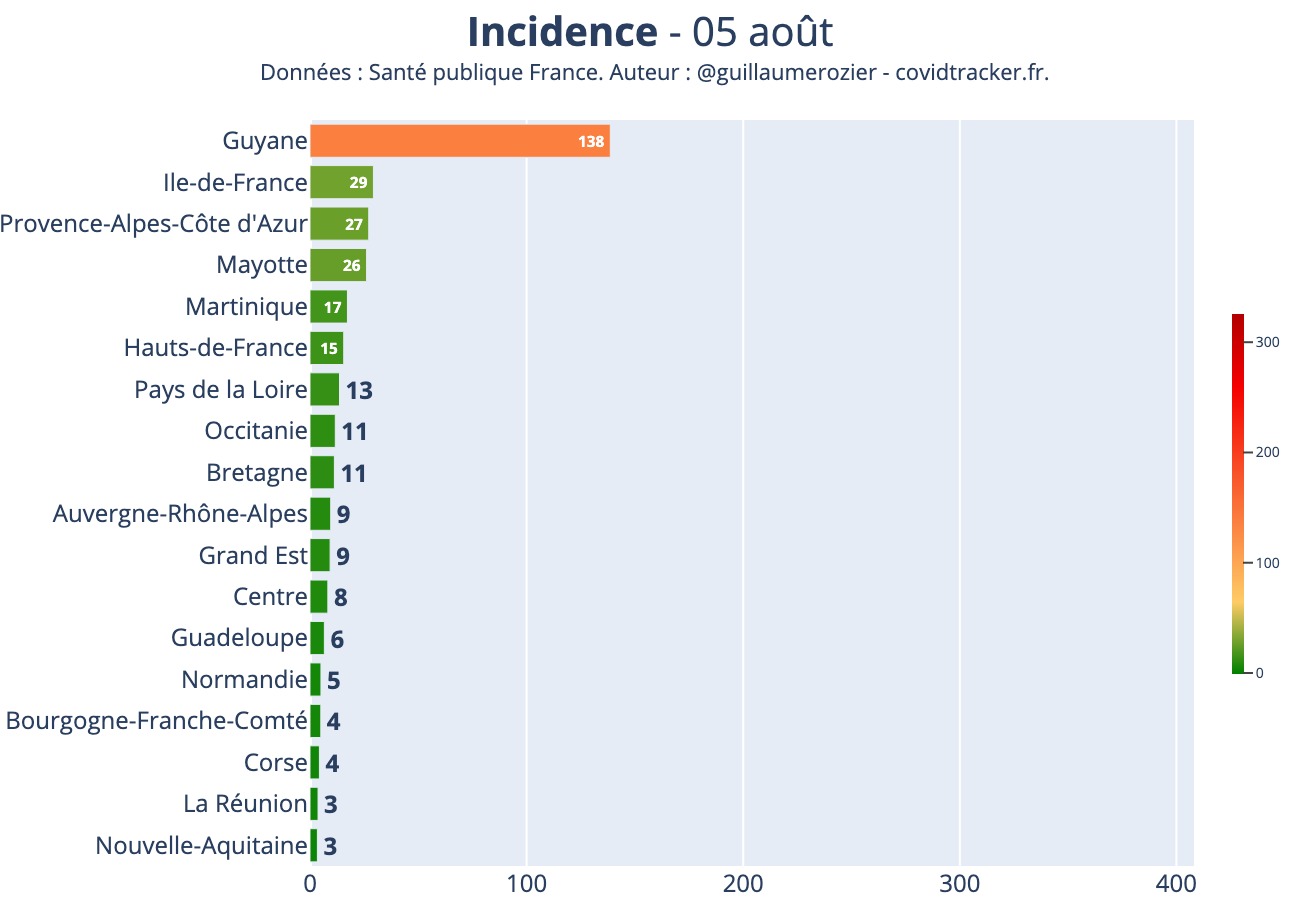 Incidence - 05 août
Données : Santé publique France. Auteur : @guillaumerozier - covidtracker.fr.
Guyane 138
Ile-de-France 29
Provence-Alpes-Côte d'Azur 27
Mayotte 26
Martinique 17
Hauts-de-France 15
Pays de la Loire 13
Occitanie 11
Bretagne 11
Auvergne-Rhône-Alpes 9
Grand Est 9
Centre 8
Guadeloupe 6
Normandie 5
Bourgogne-Franche-Comté 4
Corse 4
La Réunion 3
Nouvelle-Aquitaine 3
0 100 200 300 400
300
200
100
0